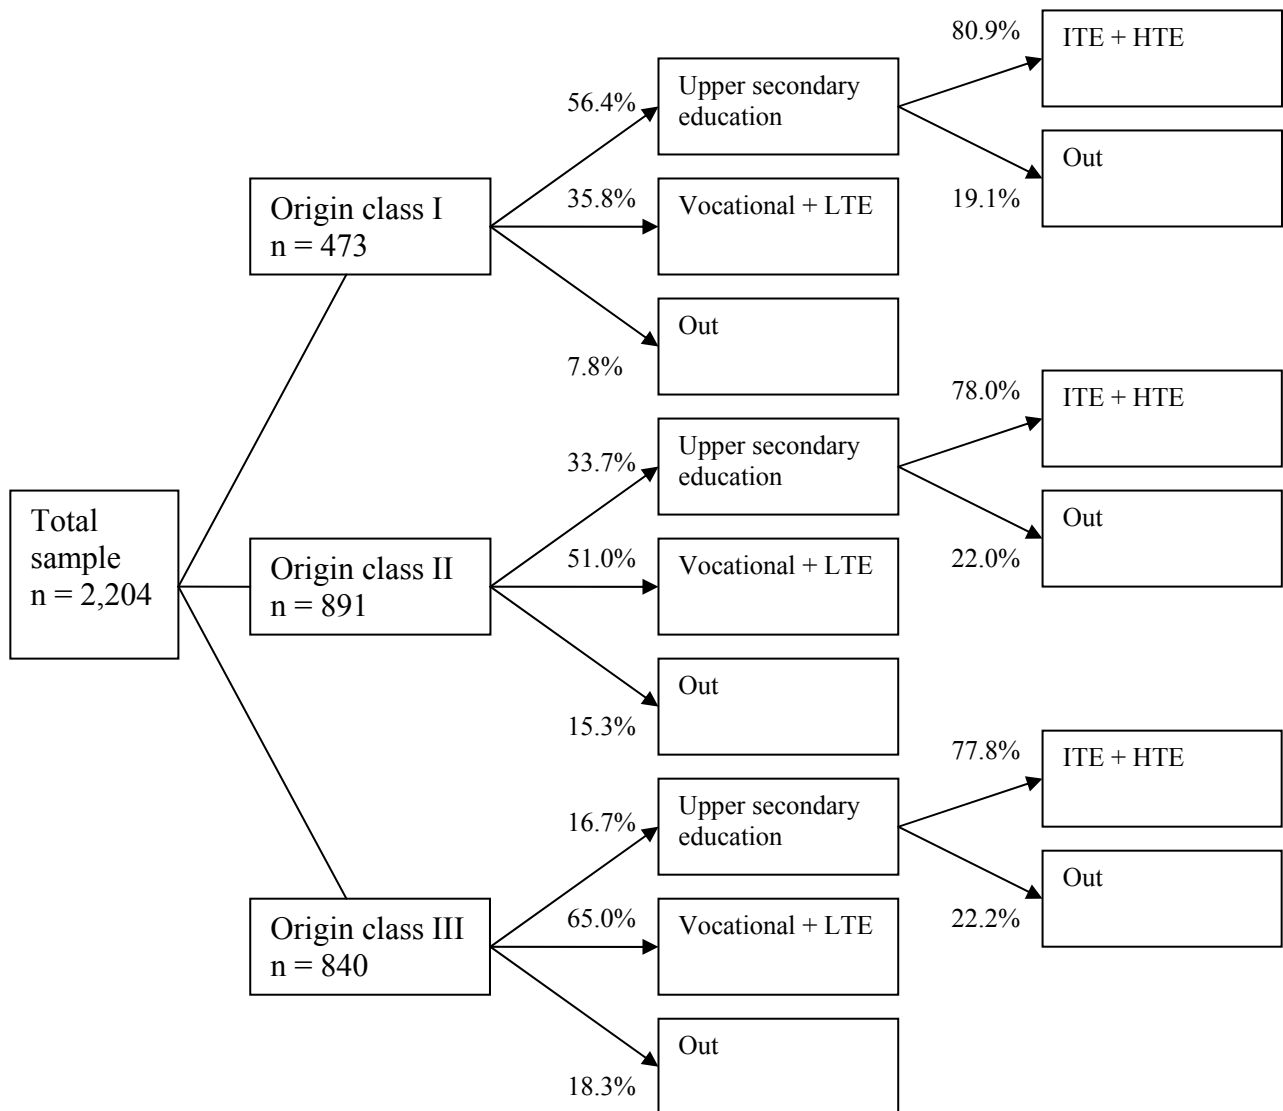 80.9%
ITE + HTE
56.4%
Upper secondary
education
Out
19.1%
Origin class I
n = 473
35.8%
Vocational + LTE
Out
7.8%
78.0%
ITE + HTE
33.7%
Upper secondary
education
Out
22.0%
Total
sample
n = 2,204
Origin class II
n = 891
51.0%
Vocational + LTE
Out
15.3%
77.8%
ITE + HTE
16.7%
Upper secondary
education
Out
22.2%
Origin class III
n = 840
65.0%
Vocational + LTE
Out
18.3%